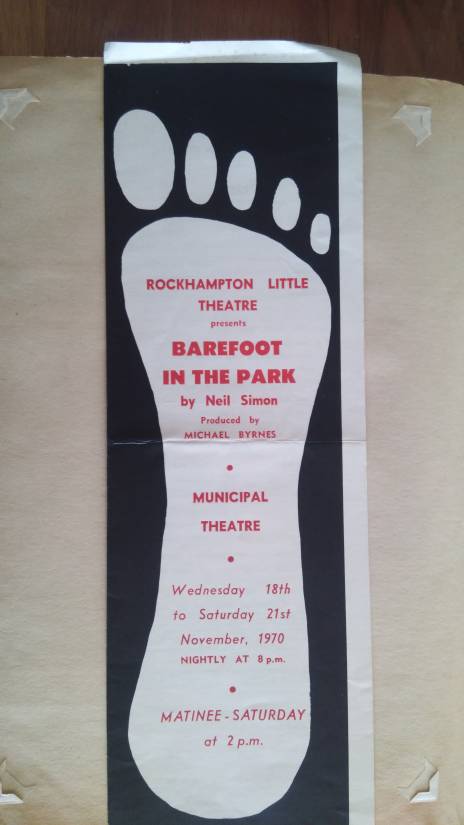 ROCKHAMPTON LITTLE
THEATRE
presents
BAREFOOT
IN THE PARK
by Neil Simon
Produced by
MICHAEL BYRNES
•
MUNICIPAL
THEATRE
•
Wednesday 18th
to Saturday 21st
November, 1970
NIGHTLY AT 8 p.m.
•
MATINEE - SATURDAY
at 2 p.m.